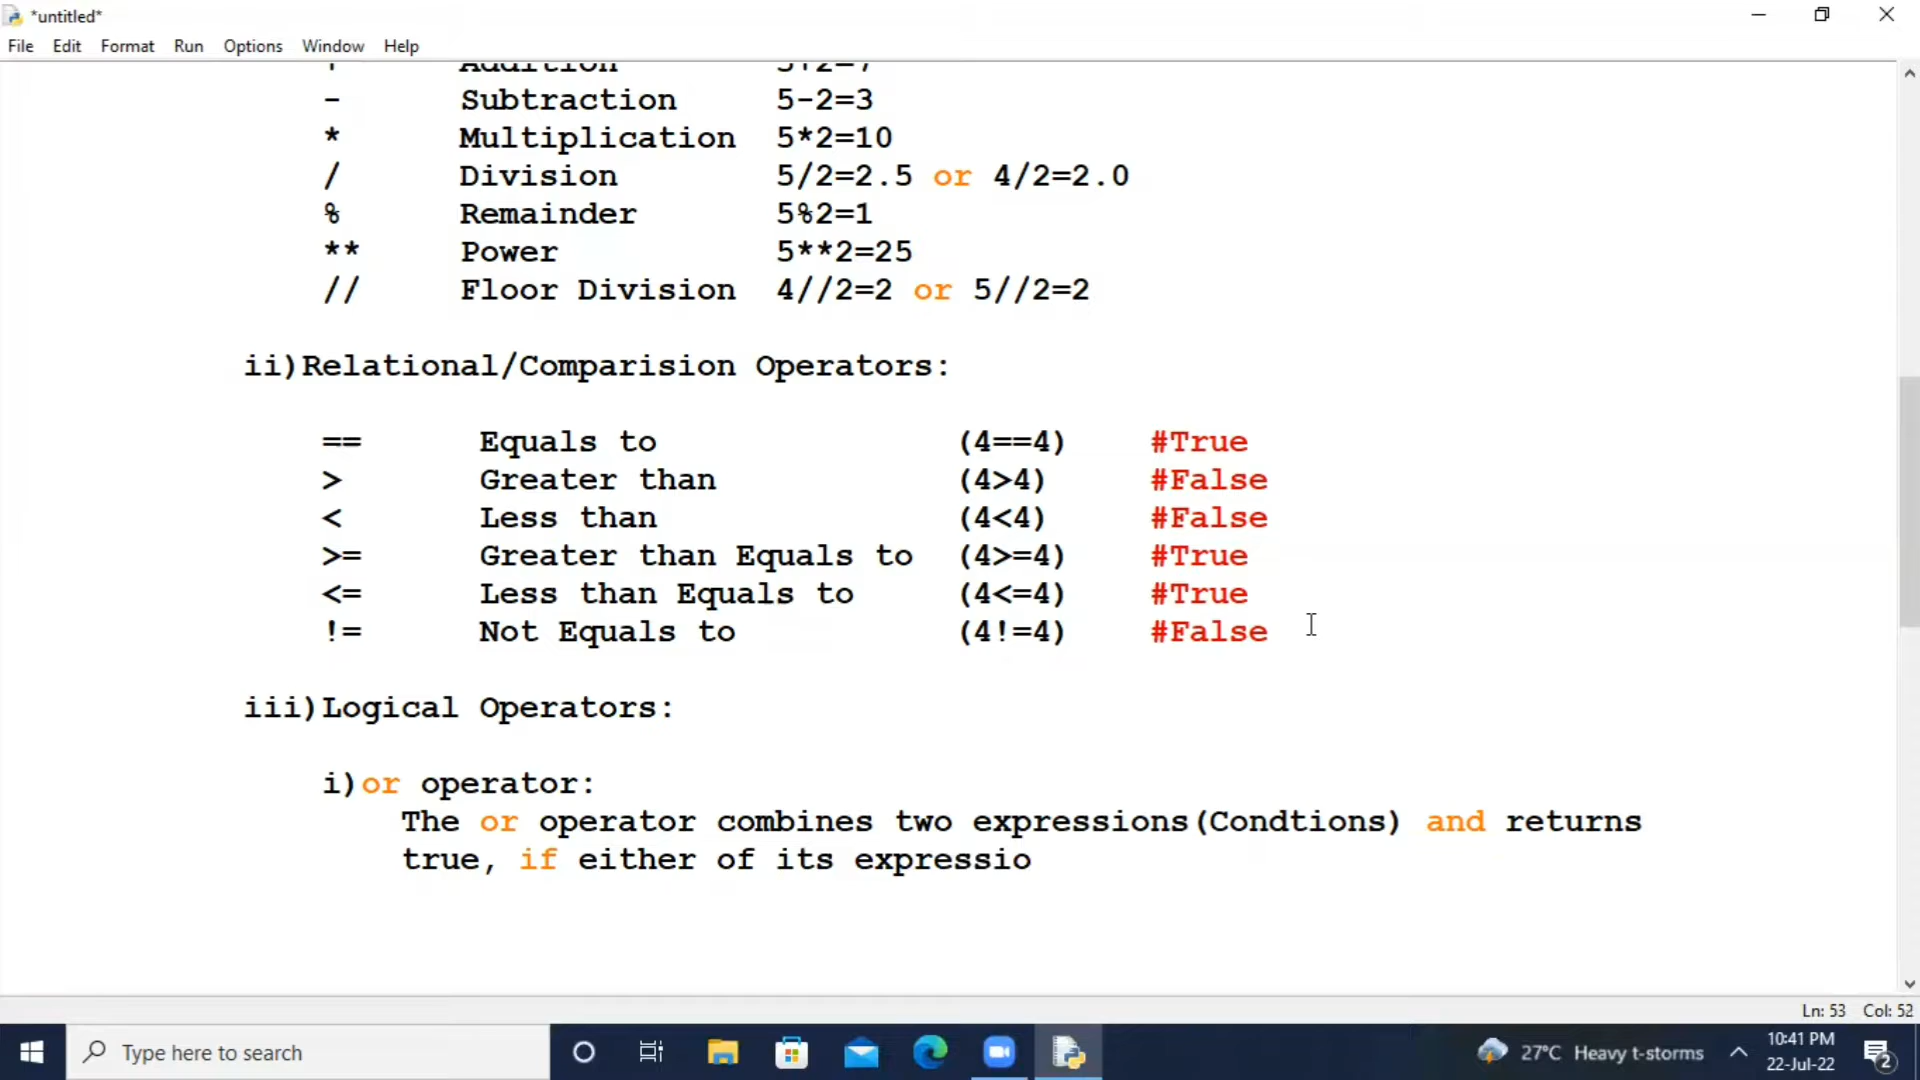 *untitled*
File Edit Format Run Options Window Help
+ Addition 5+2=7
- Subtraction 5-2=3
* Multiplication 5*2=10
/ Division 5/2=2.5 or 4/2=2.0
% Remainder 5%2=1
** Power 5**2=25
// Floor Division 4//2=2 or 5//2=2
ii)Relational/Comparision Operators:
== Equals to (4==4) #True
> Greater than (4>4) #False
< Less than (4<4) #False
>= Greater than Equals to (4>=4) #True
<= Less than Equals to (4<=4) #True
!= Not Equals to (4!=4) #False
iii)Logical Operators:
i)or operator:
The or operator combines two expressions(Condtions) and returns
true, if either of its expressio
Ln: 53 Col: 52
Type here to search
27°C Heavy t-storms
10:41 PM
22-Jul-22
2